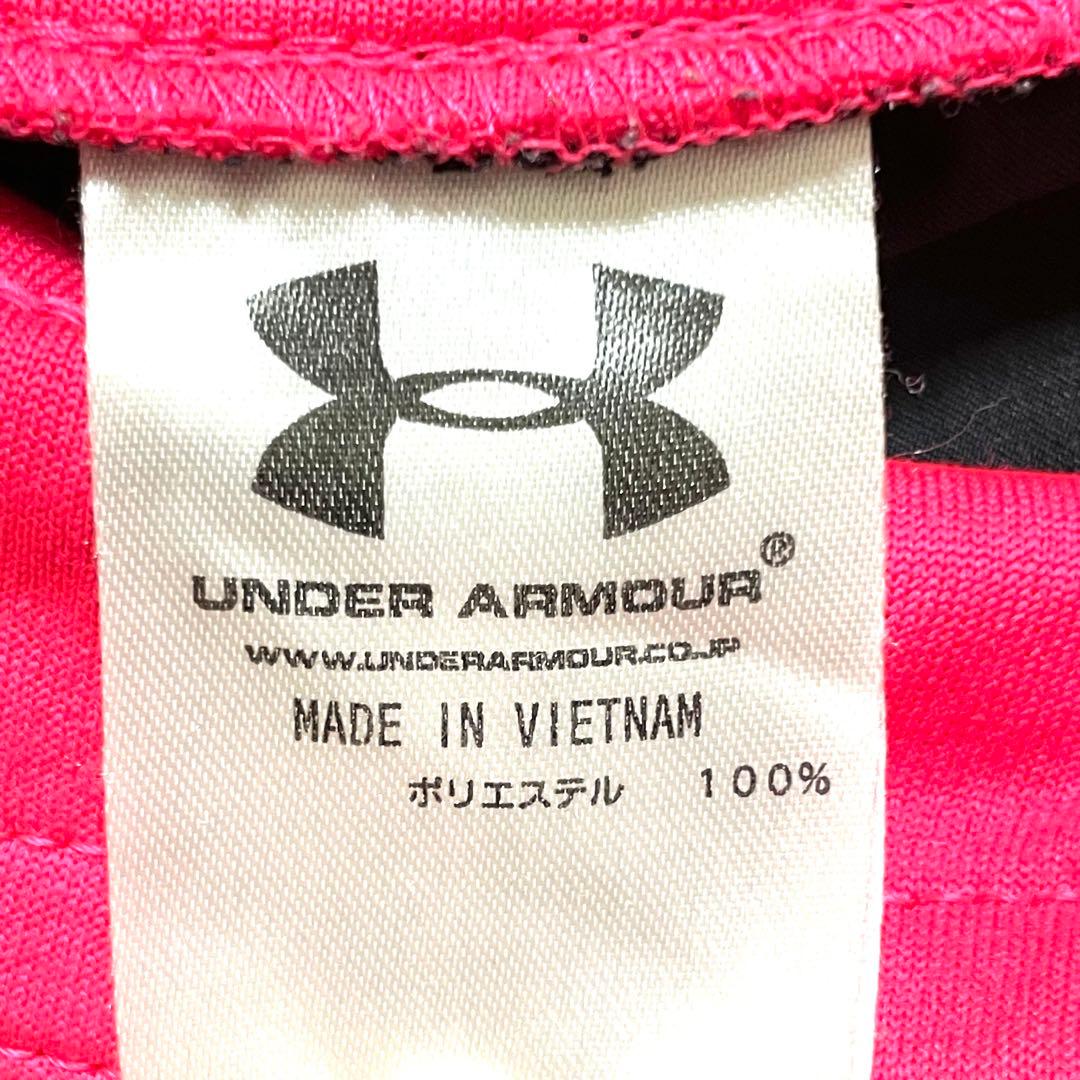 UNDER ARMOUR®
WWW.UNDERARMOUR.CO.JP
MADE IN VIETNAM
ポリエステル 100%